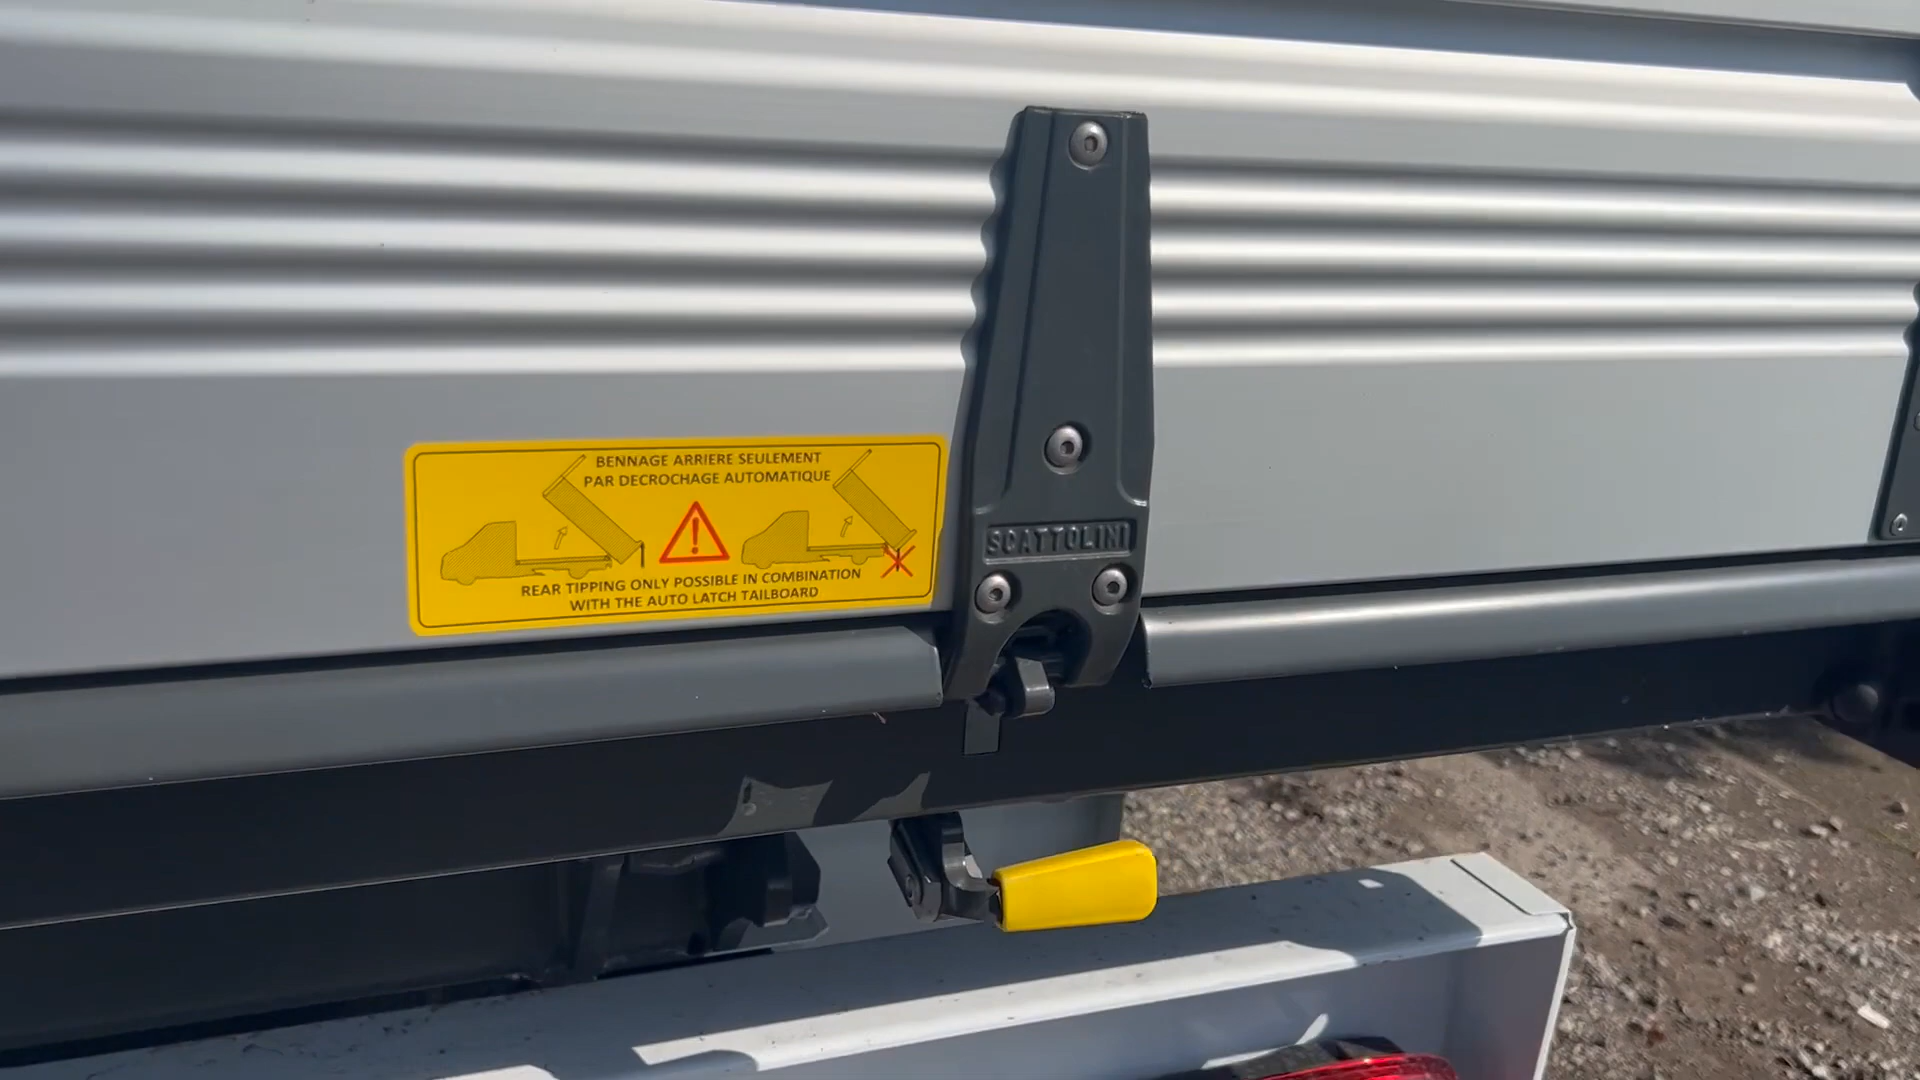 BENNAGE ARRIERE SEULEMENT
PAR DECROCHAGE AUTOMATIQUE
REAR TIPPING ONLY POSSIBLE IN COMBINATION
WITH THE AUTO LATCH TAILBOARD
SCATTOLINI